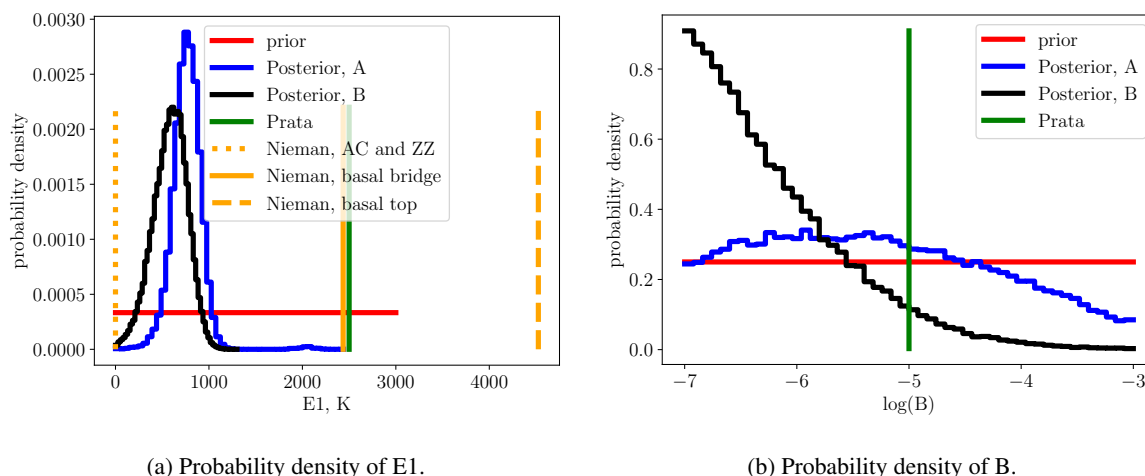 0.0030
0.0025
0.0020
0.0015
0.0010
0.0005
0.0000
probability density
prior
Posterior, A
Posterior, B
Prata
Nieman, AC and ZZ
Nieman, basal bridge
Nieman, basal top
0
1000
2000
3000
4000
E1, K
(a) Probability density of E1.
0.8
0.6
0.4
0.2
0.0
probability density
prior
Posterior, A
Posterior, B
Prata
−7
−6
−5
−4
−3
log(B)
(b) Probability density of B.